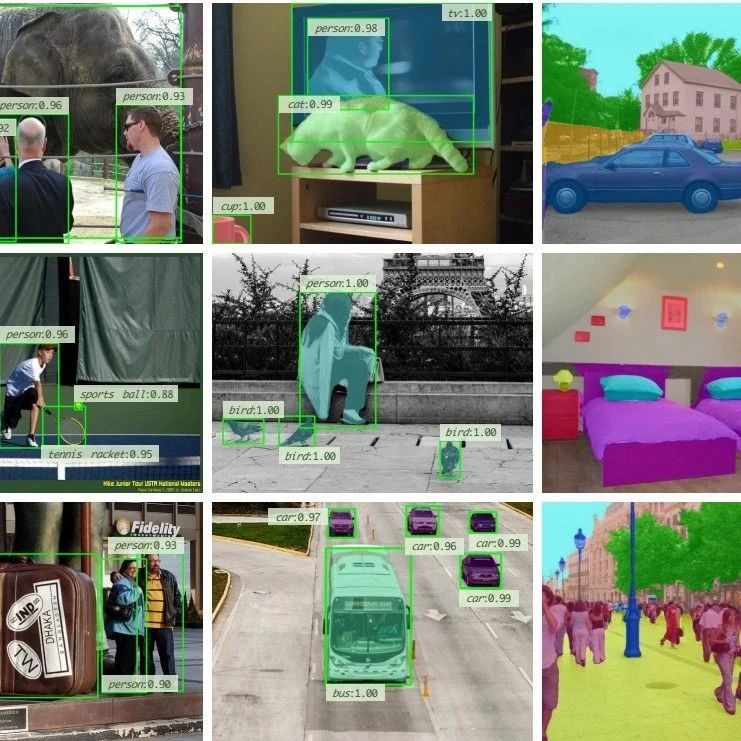 person:0.96
person:0.93
92
person:0.98
tv:1.00
cat:0.99
cup:1.00
person:0.96
sports ball:0.88
tennis racket:0.95
Nike Junior Tour USTA National Masters
person:1.00
bird:1.00
bird:1.00
bird:1.00
Fidelity
person:0.93
IND
DHAKA
TW
person:0.90
car:0.97
car:0.96
car:0.99
car:0.99
bus:1.00